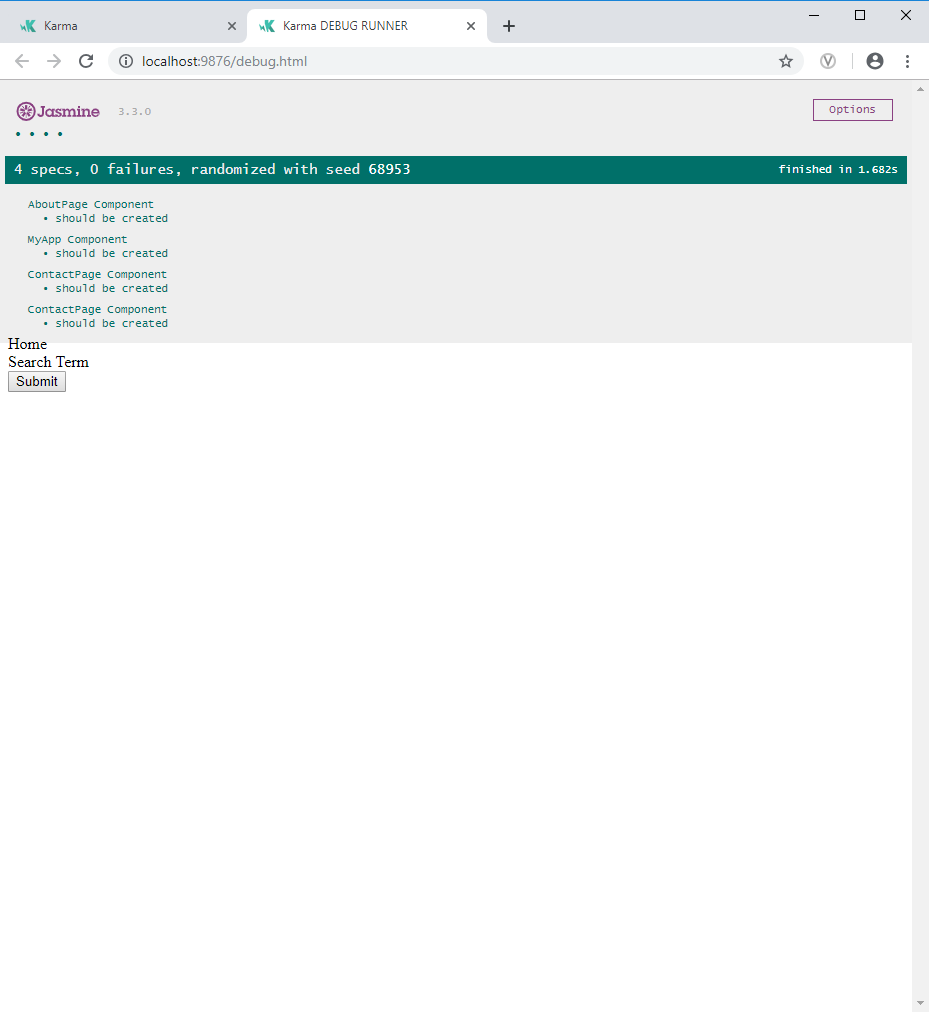 Karma
Karma DEBUG RUNNER
localhost:9876/debug.html
Jasmine 3.3.0
Options
• • • •
4 specs, 0 failures, randomized with seed 68953
finished in 1.682s
AboutPage Component
• should be created
MyApp Component
• should be created
ContactPage Component
• should be created
ContactPage Component
• should be created
Home
Search Term
Submit